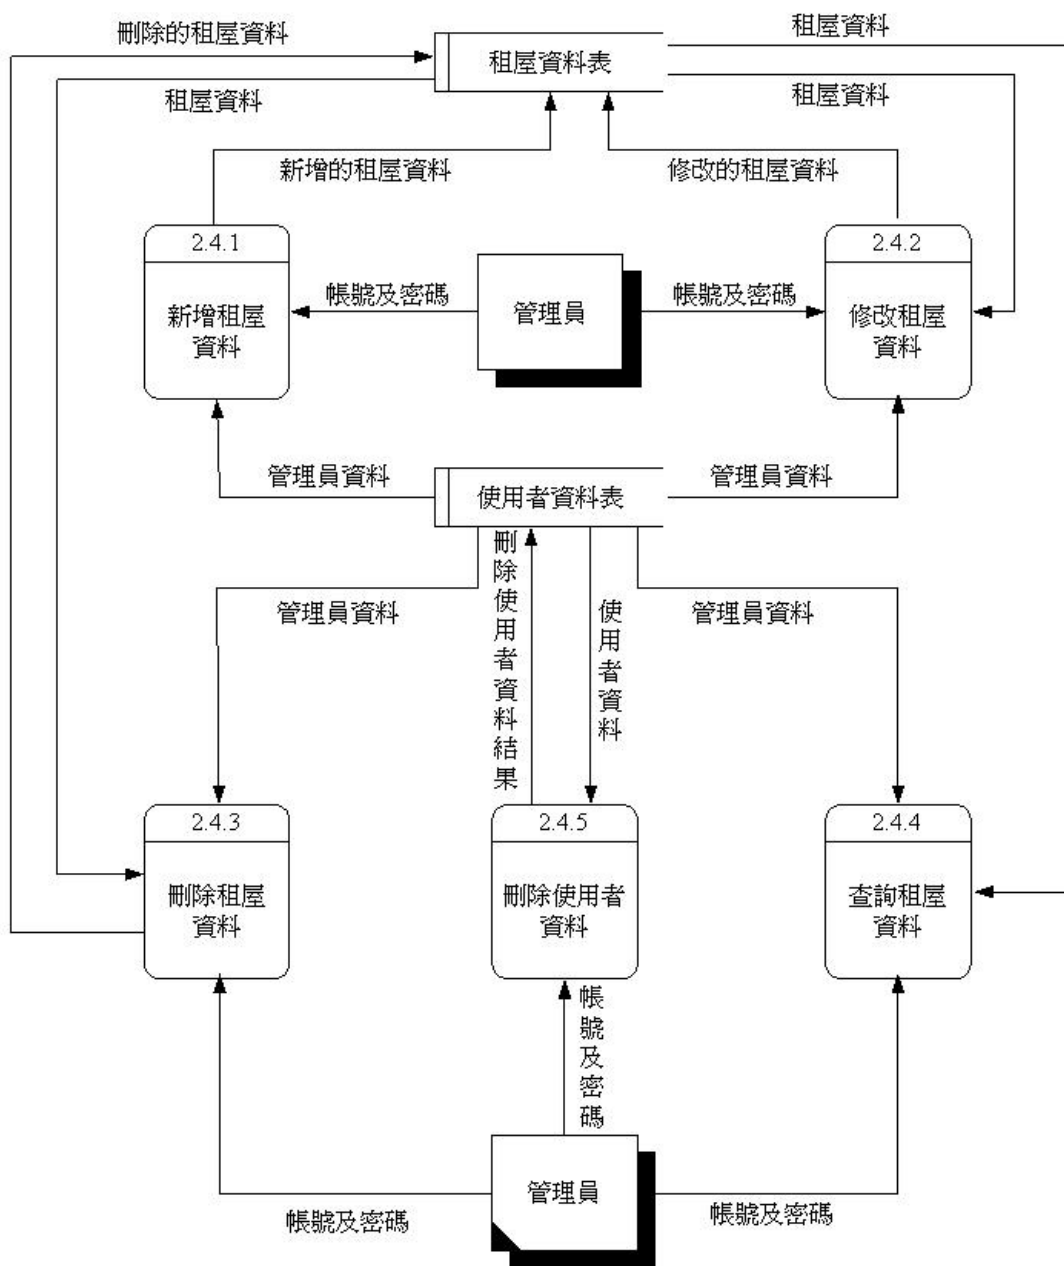 刪除的租屋資料
租屋資料
租屋資料表
租屋資料
租屋資料
新增的租屋資料
修改的租屋資料
2.4.1
新增租屋
資料
帳號及密碼
管理員
帳號及密碼
2.4.2
修改租屋
資料
管理員資料
使用者資料表
管理員資料
管理員資料
刪除使用者資料結果
使用者資料
管理員資料
2.4.3
刪除租屋
資料
2.4.5
刪除使用者
資料
2.4.4
查詢租屋
資料
帳號及密碼
管理員
帳號及密碼
帳號及密碼